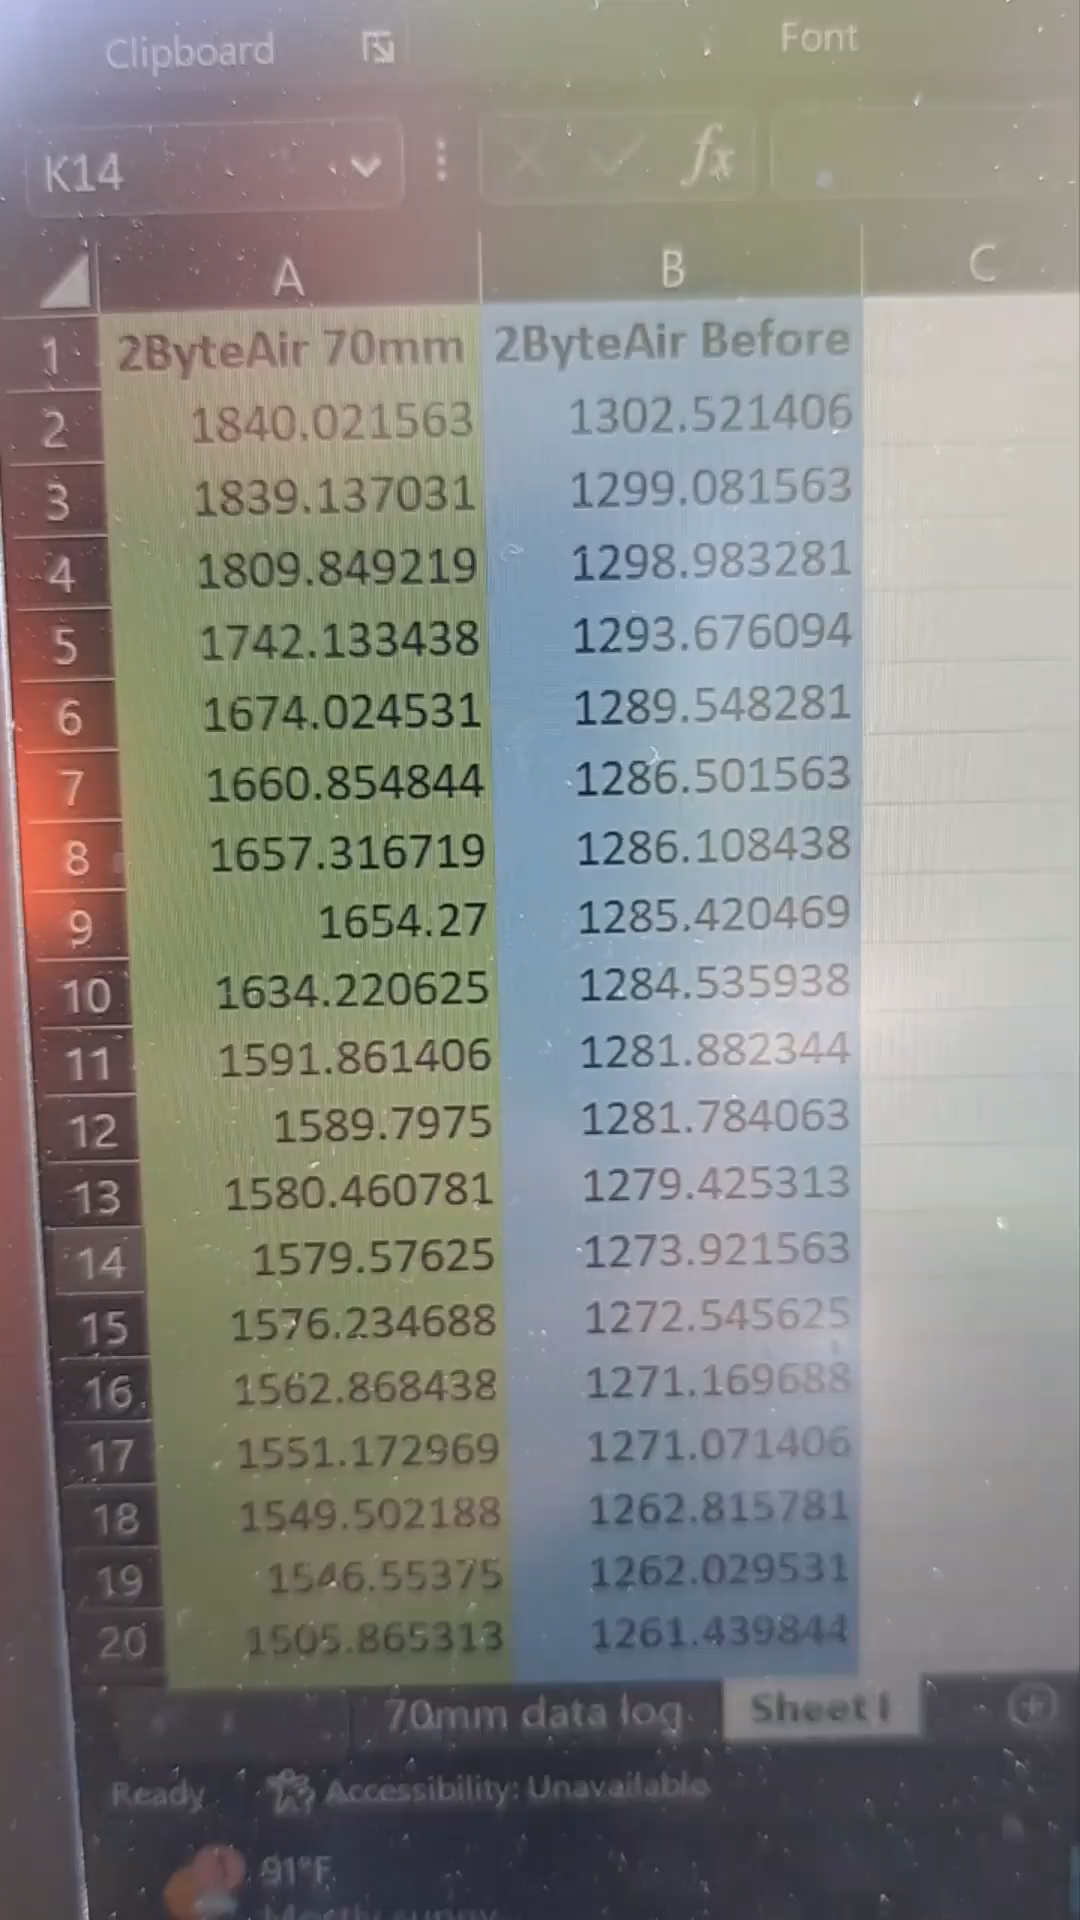 Clipboard Font
K14 fx
A B C
1 2ByteAir 70mm 2ByteAir Before
2 1840.021563 1302.521406
3 1839.137031 1299.081563
4 1809.849219 1298.983281
5 1742.133438 1293.676094
6 1674.024531 1289.548281
7 1660.854844 1286.501563
8 1657.316719 1286.108438
9 1654.27 1285.420469
10 1634.220625 1284.535938
11 1591.861406 1281.882344
12 1589.7975 1281.784063
13 1580.460781 1279.425313
14 1579.57625 1273.921563
15 1576.234688 1272.545625
16 1562.868438 1271.169688
17 1551.172969 1271.071406
18 1549.502188 1262.815781
19 1546.55375 1262.029531
20 1505.865313 1261.439844
70mm data log Sheet1
Ready Accessibility: Unavailable
91°F
Mostly sunny